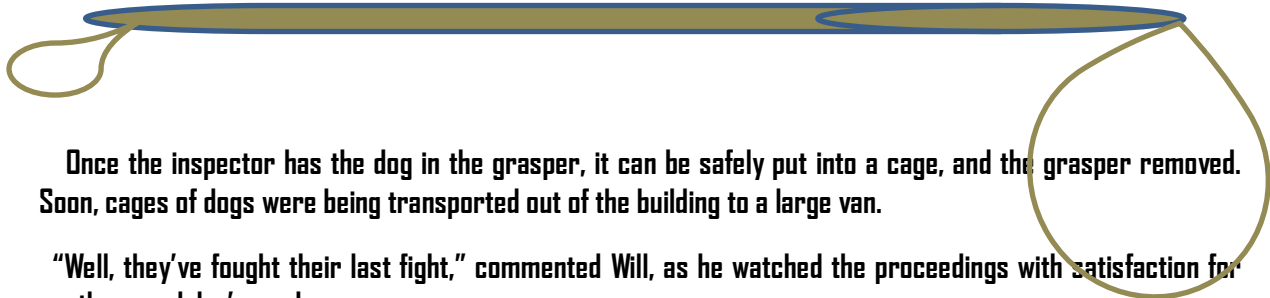 Once the inspector has the dog in the grasper, it can be safely put into a cage, and the grasper removed.
Soon, cages of dogs were being transported out of the building to a large van.
“Well, they’ve fought their last fight,” commented Will, as he watched the proceedings with satisfaction for